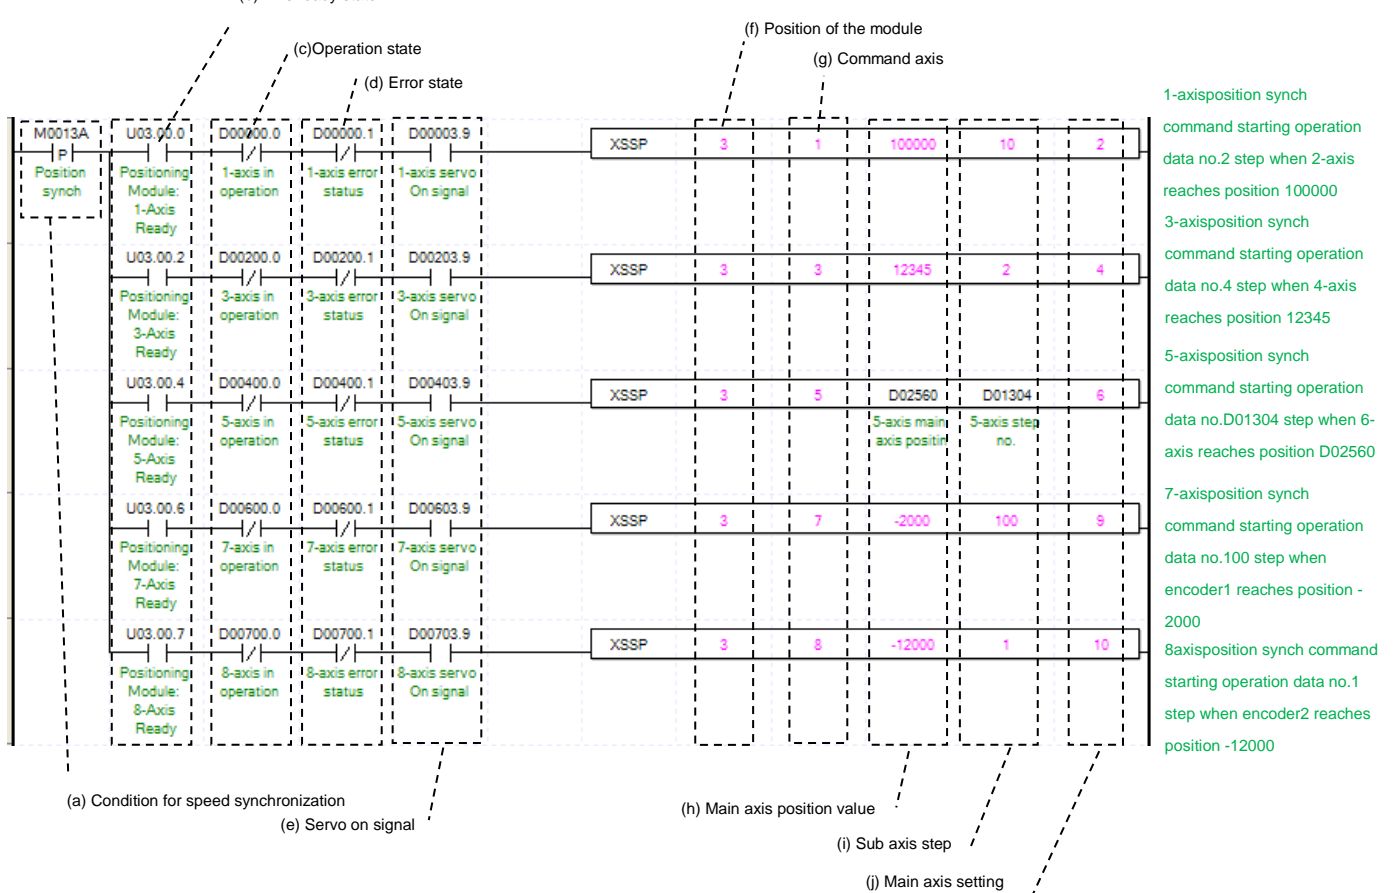 (f) Position of the module
(c)Operation state
(g) Command axis
(d) Error state
M0013A U03.00.0 D00000.0 D00000.1 D00003.9
P
XSSP 3 1 100000 10 2
Position synch
Positioning Module: 1-Axis Ready
1-axis in operation
1-axis error status
1-axis servo On signal
1-axisposition synch
command starting operation
data no.2 step when 2-axis
reaches position 100000
U03.00.2 D00200.0 D00200.1 D00203.9
XSSP 3 3 12345 2 4
Positioning Module: 3-Axis Ready
3-axis in operation
3-axis error status
3-axis servo On signal
3-axisposition synch
command starting operation
data no.4 step when 4-axis
reaches position 12345
U03.00.4 D00400.0 D00400.1 D00403.9
XSSP 3 5 D02560 D01304 6
Positioning Module: 5-Axis Ready
5-axis in operation
5-axis error status
5-axis servo On signal
5-axis main axis positin
5-axis step no.
5-axisposition synch
command starting operation
data no.D01304 step when 6-
axis reaches position D02560
U03.00.6 D00600.0 D00600.1 D00603.9
XSSP 3 7 -2000 100 9
Positioning Module: 7-Axis Ready
7-axis in operation
7-axis error status
7-axis servo On signal
7-axisposition synch
command starting operation
data no.100 step when
encoder1 reaches position -
2000
U03.00.7 D00700.0 D00700.1 D00703.9
XSSP 3 8 -12000 1 10
Positioning Module: 8-Axis Ready
8-axis in operation
8-axis error status
8-axis servo On signal
8axisposition synch command
starting operation data no.1
step when encoder2 reaches
position -12000
(a) Condition for speed synchronization
(e) Servo on signal
(h) Main axis position value
(i) Sub axis step
(j) Main axis setting